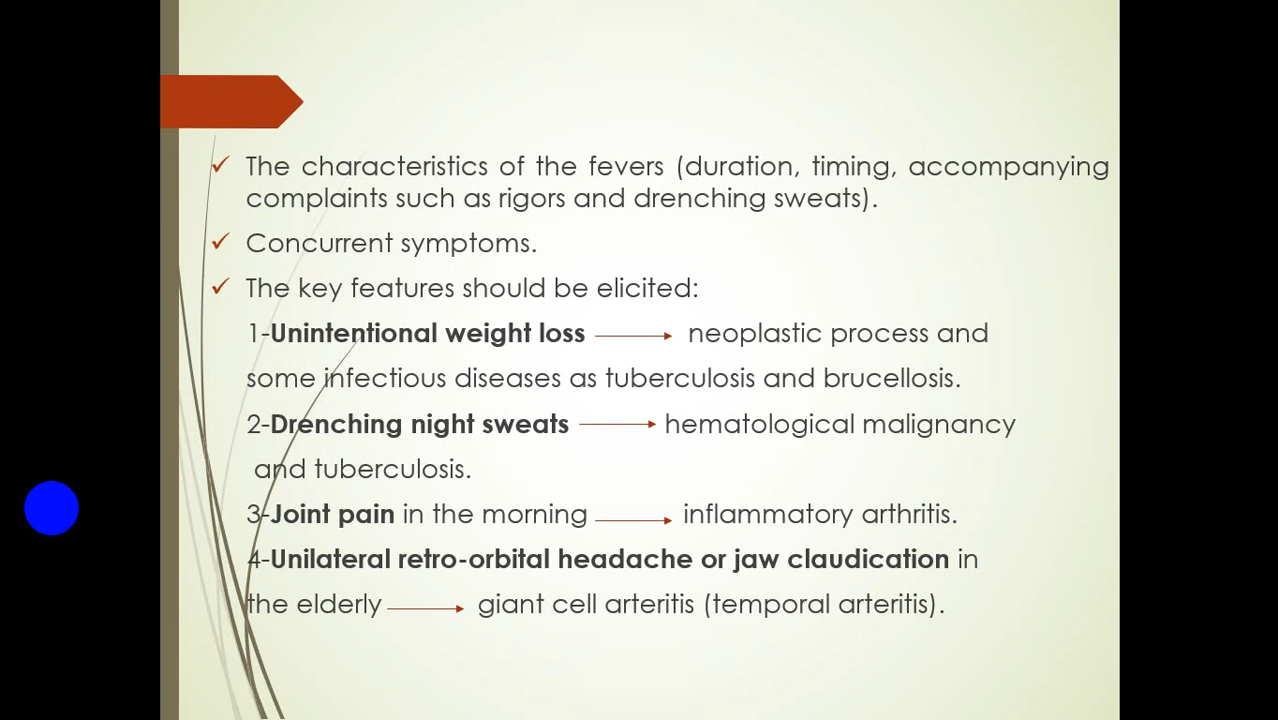 The characteristics of the fevers (duration, timing, accompanying
complaints such as rigors and drenching sweats).
Concurrent symptoms.
The key features should be elicited:
1-Unintentional weight loss neoplastic process and
some infectious diseases as tuberculosis and brucellosis.
2-Drenching night sweats hematological malignancy
and tuberculosis.
3-Joint pain in the morning inflammatory arthritis.
4-Unilateral retro-orbital headache or jaw claudication in
the elderly giant cell arteritis (temporal arteritis).